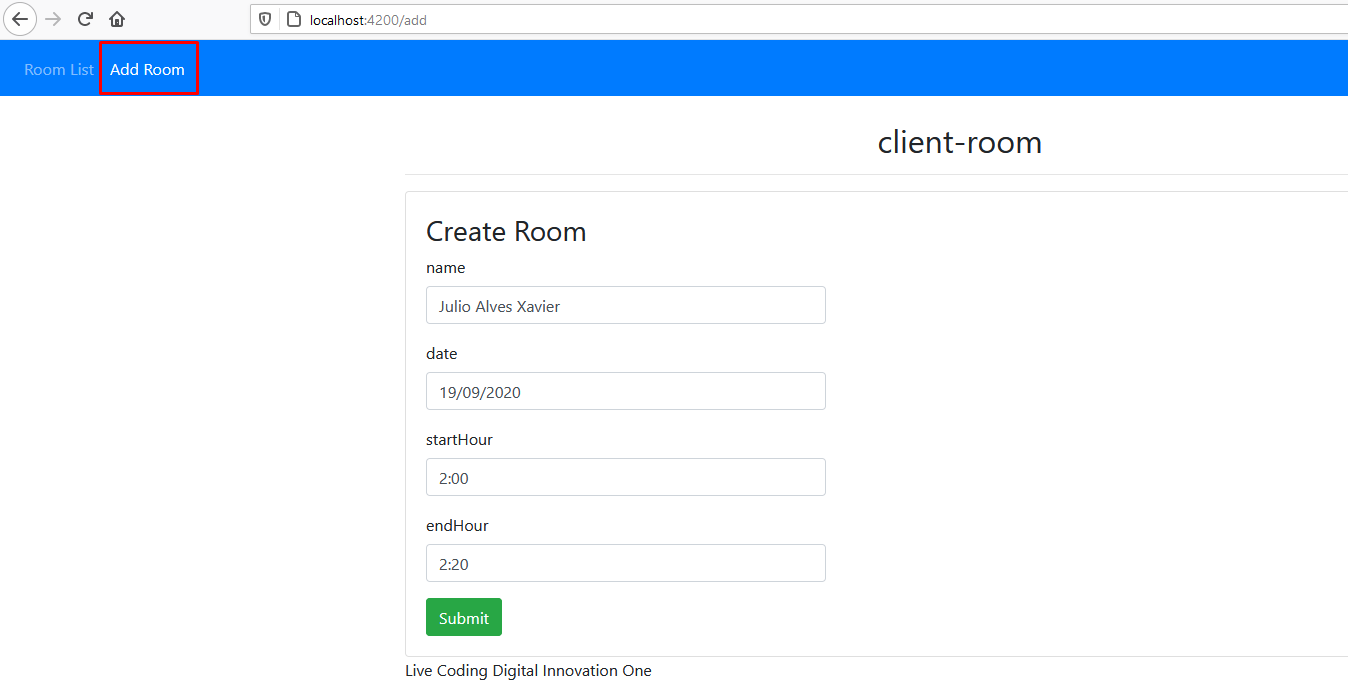 localhost:4200/add
Room List Add Room
client-room
Create Room
name
Julio Alves Xavier
date
19/09/2020
startHour
2:00
endHour
2:20
Submit
Live Coding Digital Innovation One